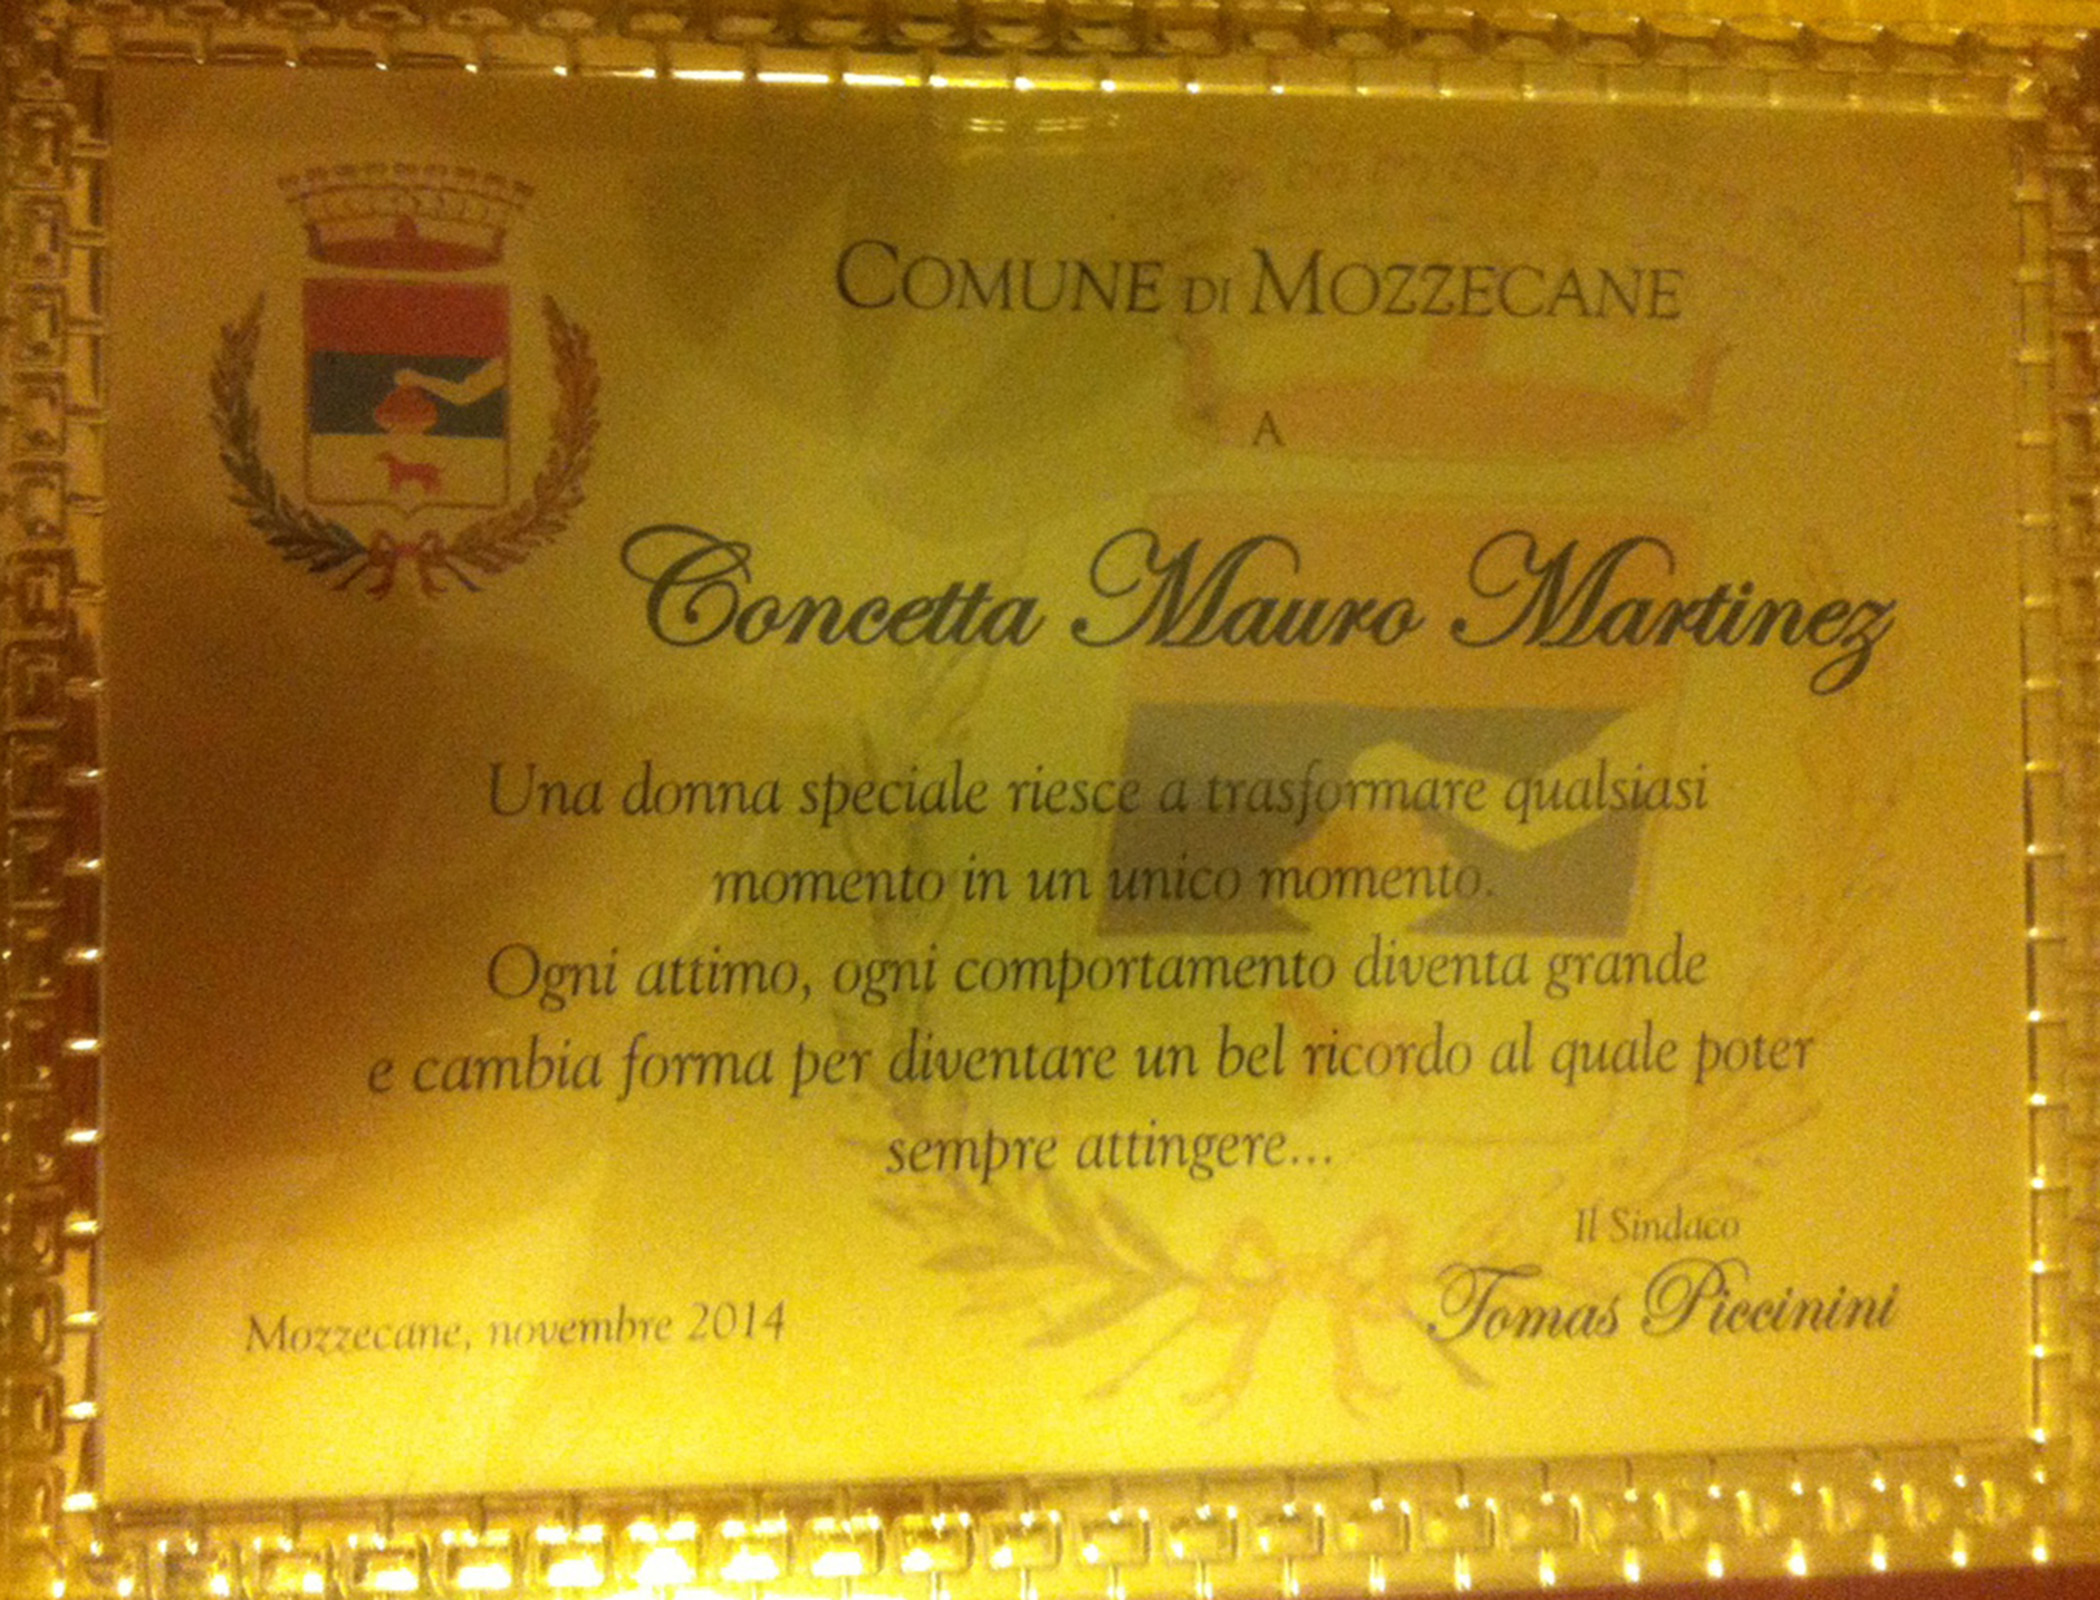 COMUNE DI MOZZECANE
A
Concetta Mauro Martinez
Una donna speciale riesce a trasformare qualsiasi
momento in un unico momento.
Ogni attimo, ogni comportamento diventa grande
e cambia forma per diventare un bel ricordo al quale poter
sempre attingere...
Il Sindaco
Tomas Piccinini
Mozzecane, novembre 2014